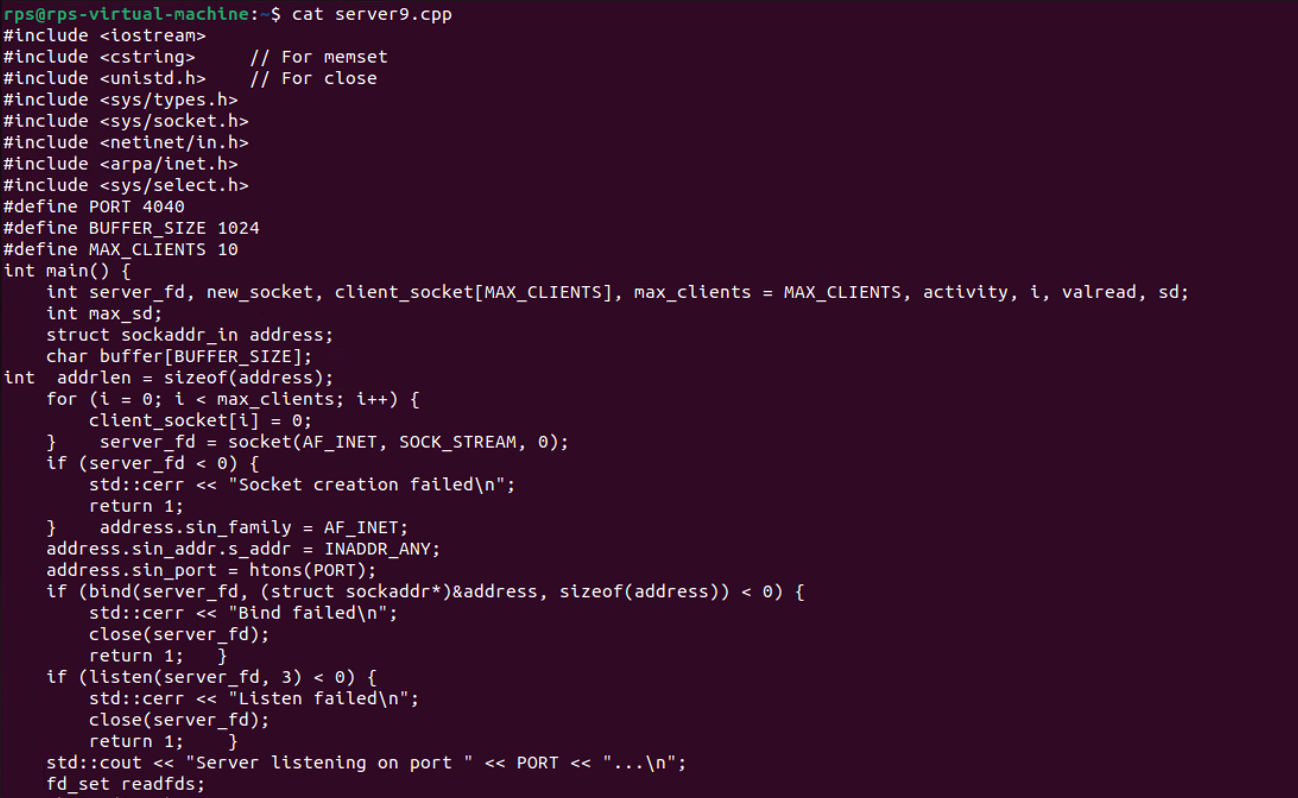 rps@rps-virtual-machine:~$ cat server9.cpp
#include <iostream>
#include <cstring>     // For memset
#include <unistd.h>    // For close
#include <sys/types.h>
#include <sys/socket.h>
#include <netinet/in.h>
#include <arpa/inet.h>
#include <sys/select.h>
#define PORT 4040
#define BUFFER_SIZE 1024
#define MAX_CLIENTS 10
int main() {
    int server_fd, new_socket, client_socket[MAX_CLIENTS], max_clients = MAX_CLIENTS, activity, i, valread, sd;
    int max_sd;
    struct sockaddr_in address;
    char buffer[BUFFER_SIZE];
int  addrlen = sizeof(address);
    for (i = 0; i < max_clients; i++) {
        client_socket[i] = 0;
    }    server_fd = socket(AF_INET, SOCK_STREAM, 0);
    if (server_fd < 0) {
        std::cerr << "Socket creation failed\n";
        return 1;
    }    address.sin_family = AF_INET;
    address.sin_addr.s_addr = INADDR_ANY;
    address.sin_port = htons(PORT);
    if (bind(server_fd, (struct sockaddr*)&address, sizeof(address)) < 0) {
        std::cerr << "Bind failed\n";
        close(server_fd);
        return 1;   }
    if (listen(server_fd, 3) < 0) {
        std::cerr << "Listen failed\n";
        close(server_fd);
        return 1;    }
    std::cout << "Server listening on port " << PORT << "...\n";
    fd_set readfds;